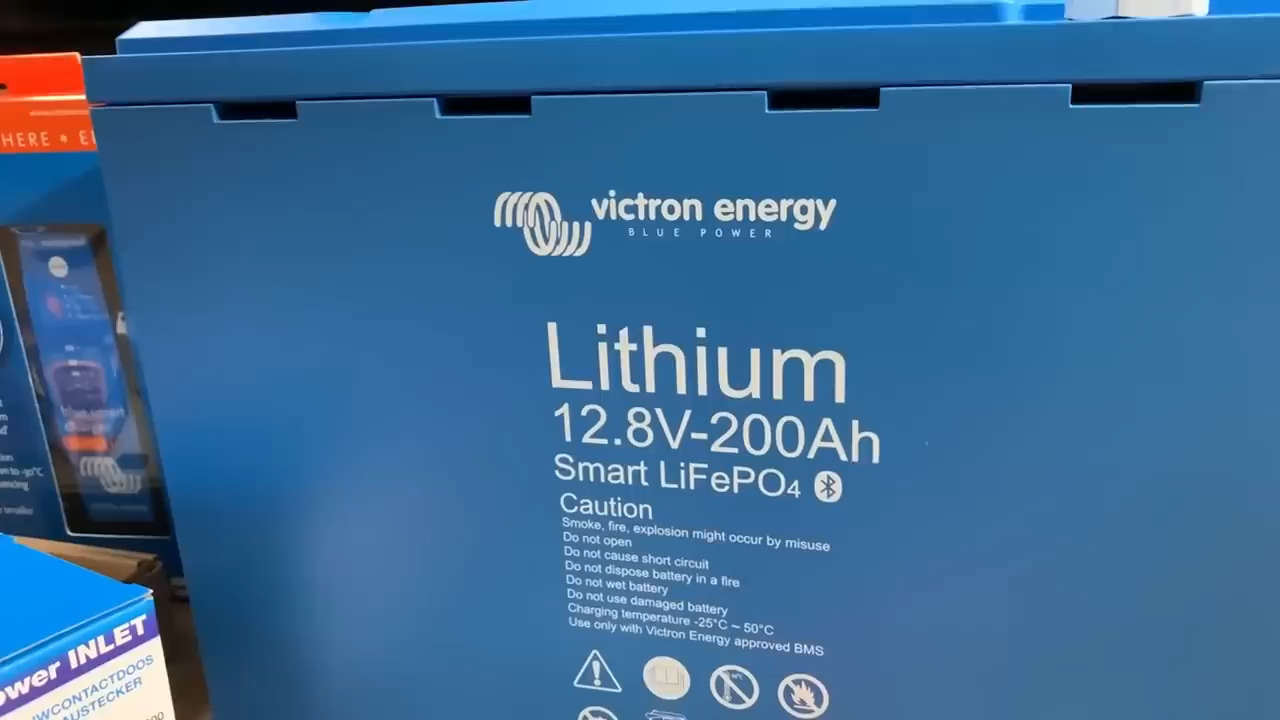 HERE * E
victron energy
BLUE POWER
Lithium
12.8V-200Ah
Smart LiFePO4
Caution
Smoke, fire, explosion might occur by misuse
Do not open
Do not cause short circuit
Do not dispose battery in a fire
Do not wet battery
Do not use damaged battery
Charging temperature -25°C ~ 50°C
Use only with Victron Energy approved BMS
ower INLET
WCONTACTDOOS
AUSTECKER